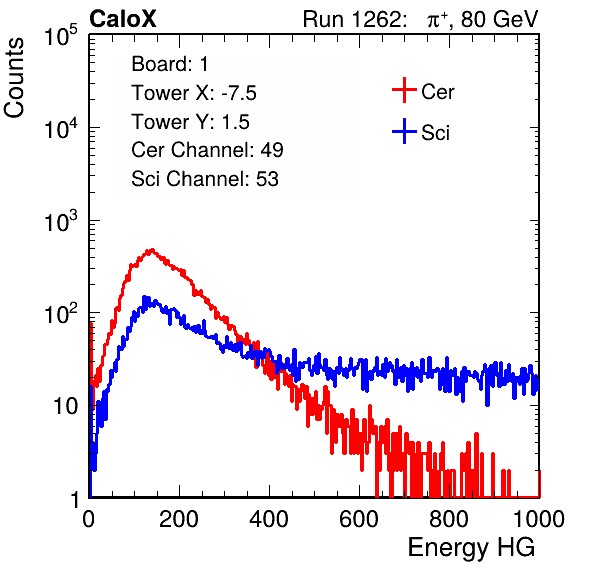 CaloX Run 1262: π⁺, 80 GeV
Counts
10⁵
10⁴
10³
10²
10
1
Board: 1
Tower X: -7.5
Tower Y: 1.5
Cer Channel: 49
Sci Channel: 53
Cer
Sci
0 200 400 600 800 1000
Energy HG